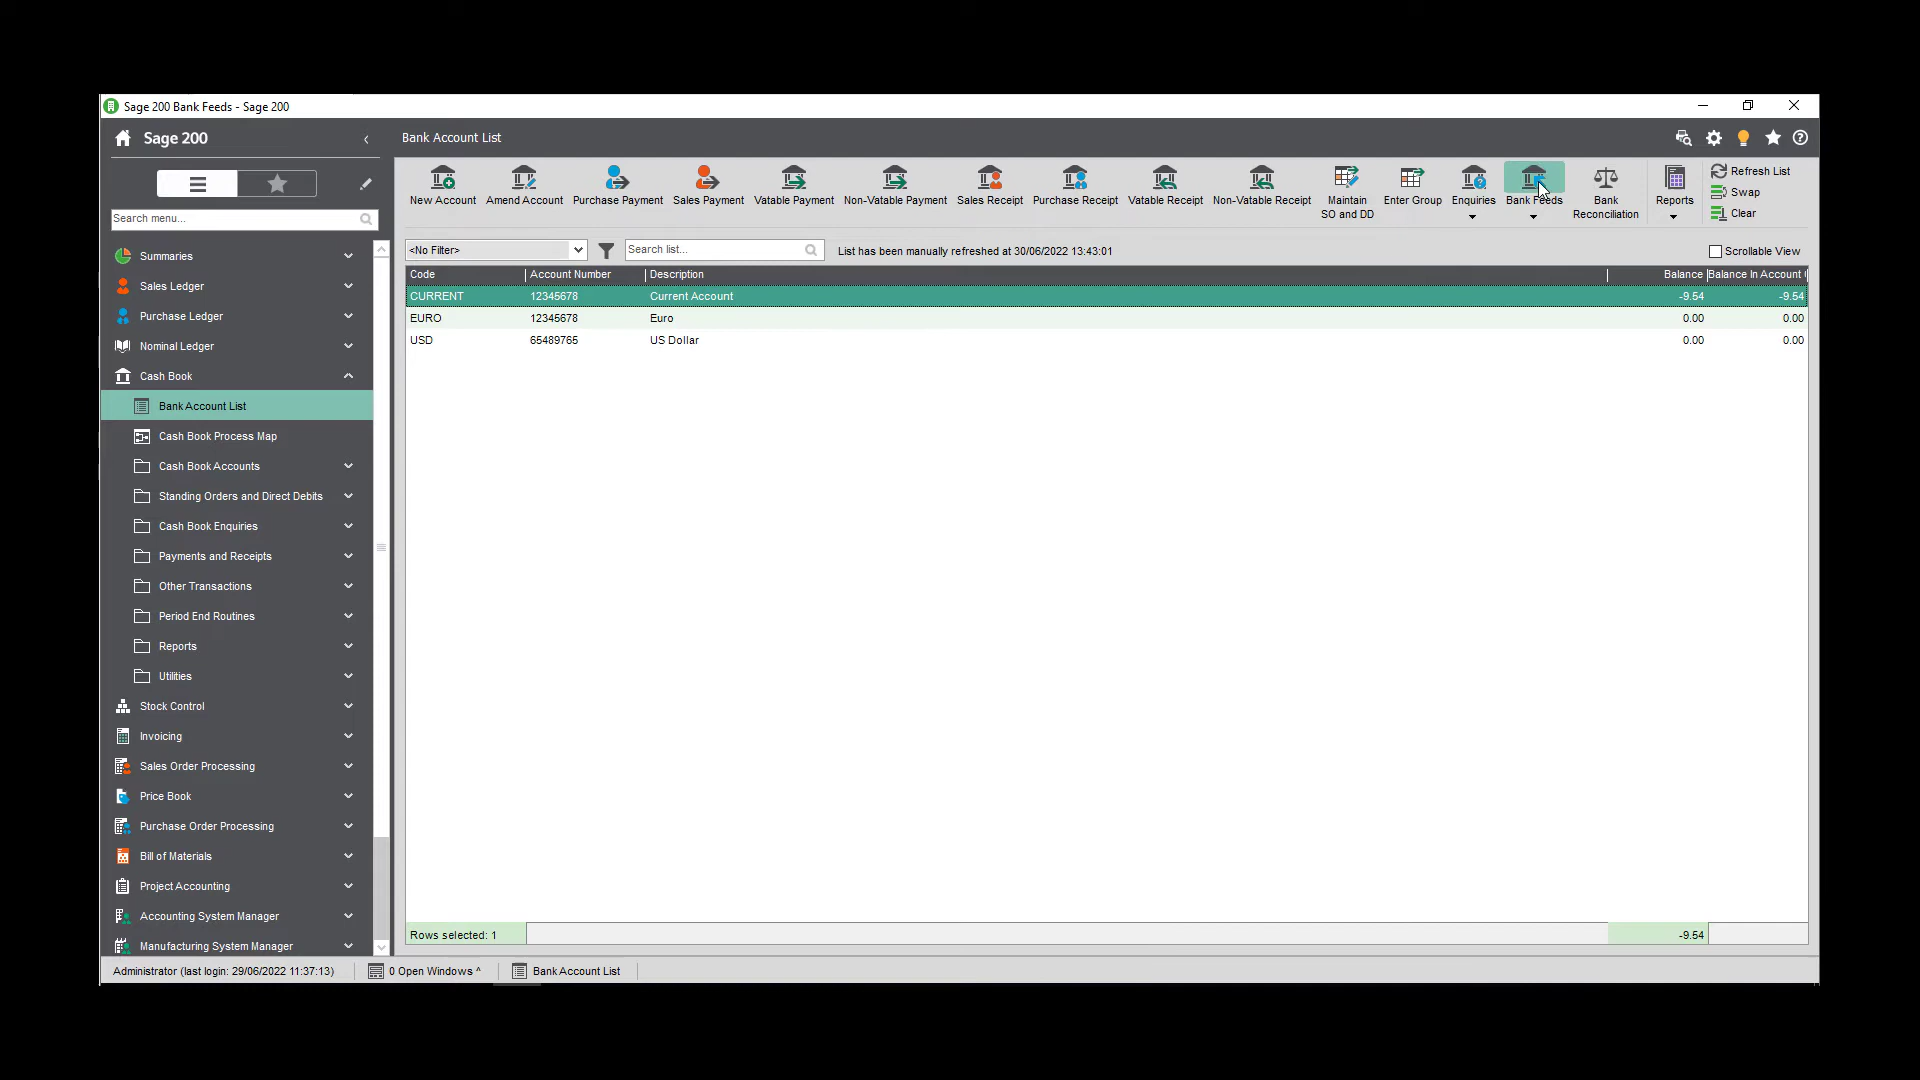 Sage 200 Bank Feeds - Sage 200
Sage 200
Bank Account List
New Account
Amend Account
Purchase Payment
Sales Payment
Vatable Payment
Non-Vatable Payment
Sales Receipt
Purchase Receipt
Vatable Receipt
Non-Vatable Receipt
Maintain
SO and DD
Enter Group
Enquiries
Bank Feeds
Bank
Reconciliation
Reports
Refresh List
Swap
Clear
Search menu...
<No Filter>
Search list...
List has been manually refreshed at 30/06/2022 13:43:01
Scrollable View
Code Account Number Description Balance Balance In Account
CURRENT 12345678 Current Account -9.54 -9.54
EURO 12345678 Euro 0.00 0.00
USD 65489765 US Dollar 0.00 0.00
Summaries
Sales Ledger
Purchase Ledger
Nominal Ledger
Cash Book
Bank Account List
Cash Book Process Map
Cash Book Accounts
Standing Orders and Direct Debits
Cash Book Enquiries
Payments and Receipts
Other Transactions
Period End Routines
Reports
Utilities
Stock Control
Invoicing
Sales Order Processing
Price Book
Purchase Order Processing
Bill of Materials
Project Accounting
Accounting System Manager
Manufacturing System Manager
Rows selected: 1 -9.54
Administrator (last login: 29/06/2022 11:37:13) 0 Open Windows ^ Bank Account List